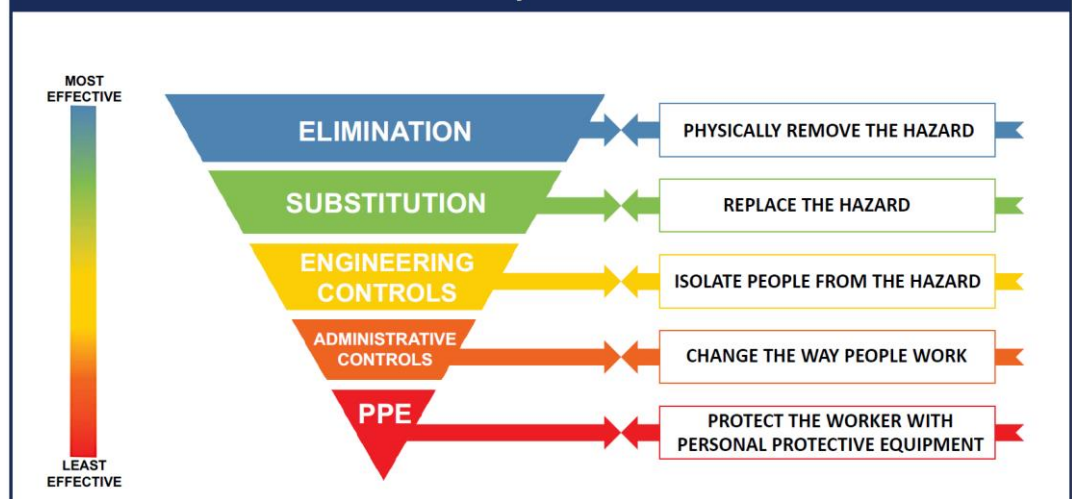 MOST
EFFECTIVE
ELIMINATION
PHYSICALLY REMOVE THE HAZARD
SUBSTITUTION
REPLACE THE HAZARD
ENGINEERING
CONTROLS
ISOLATE PEOPLE FROM THE HAZARD
ADMINISTRATIVE
CONTROLS
CHANGE THE WAY PEOPLE WORK
PPE
PROTECT THE WORKER WITH
PERSONAL PROTECTIVE EQUIPMENT
LEAST
EFFECTIVE